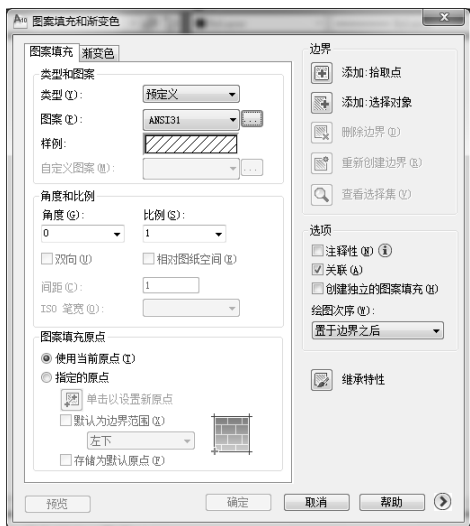 图案填充和渐变色
图案填充 渐变色
类型和图案
类型(Y): 预定义
图案(P): ANSI31 ...
样例:
自定义图案(M): ...
角度和比例
角度(G): 比例(S):
0 1
双向(U) 相对图纸空间(E)
间距(C): 1
ISO 笔宽(O):
图案填充原点
使用当前原点(T)
指定的原点
单击以设置新原点
默认为边界范围(X)
左下
存储为默认原点(F)
边界
添加:拾取点
添加:选择对象
删除边界(D)
重新创建边界(R)
查看选择集(V)
选项
注释性(N)
关联(A)
创建独立的图案填充(H)
绘图次序(W):
置于边界之后
继承特性
预览 确定 取消 帮助